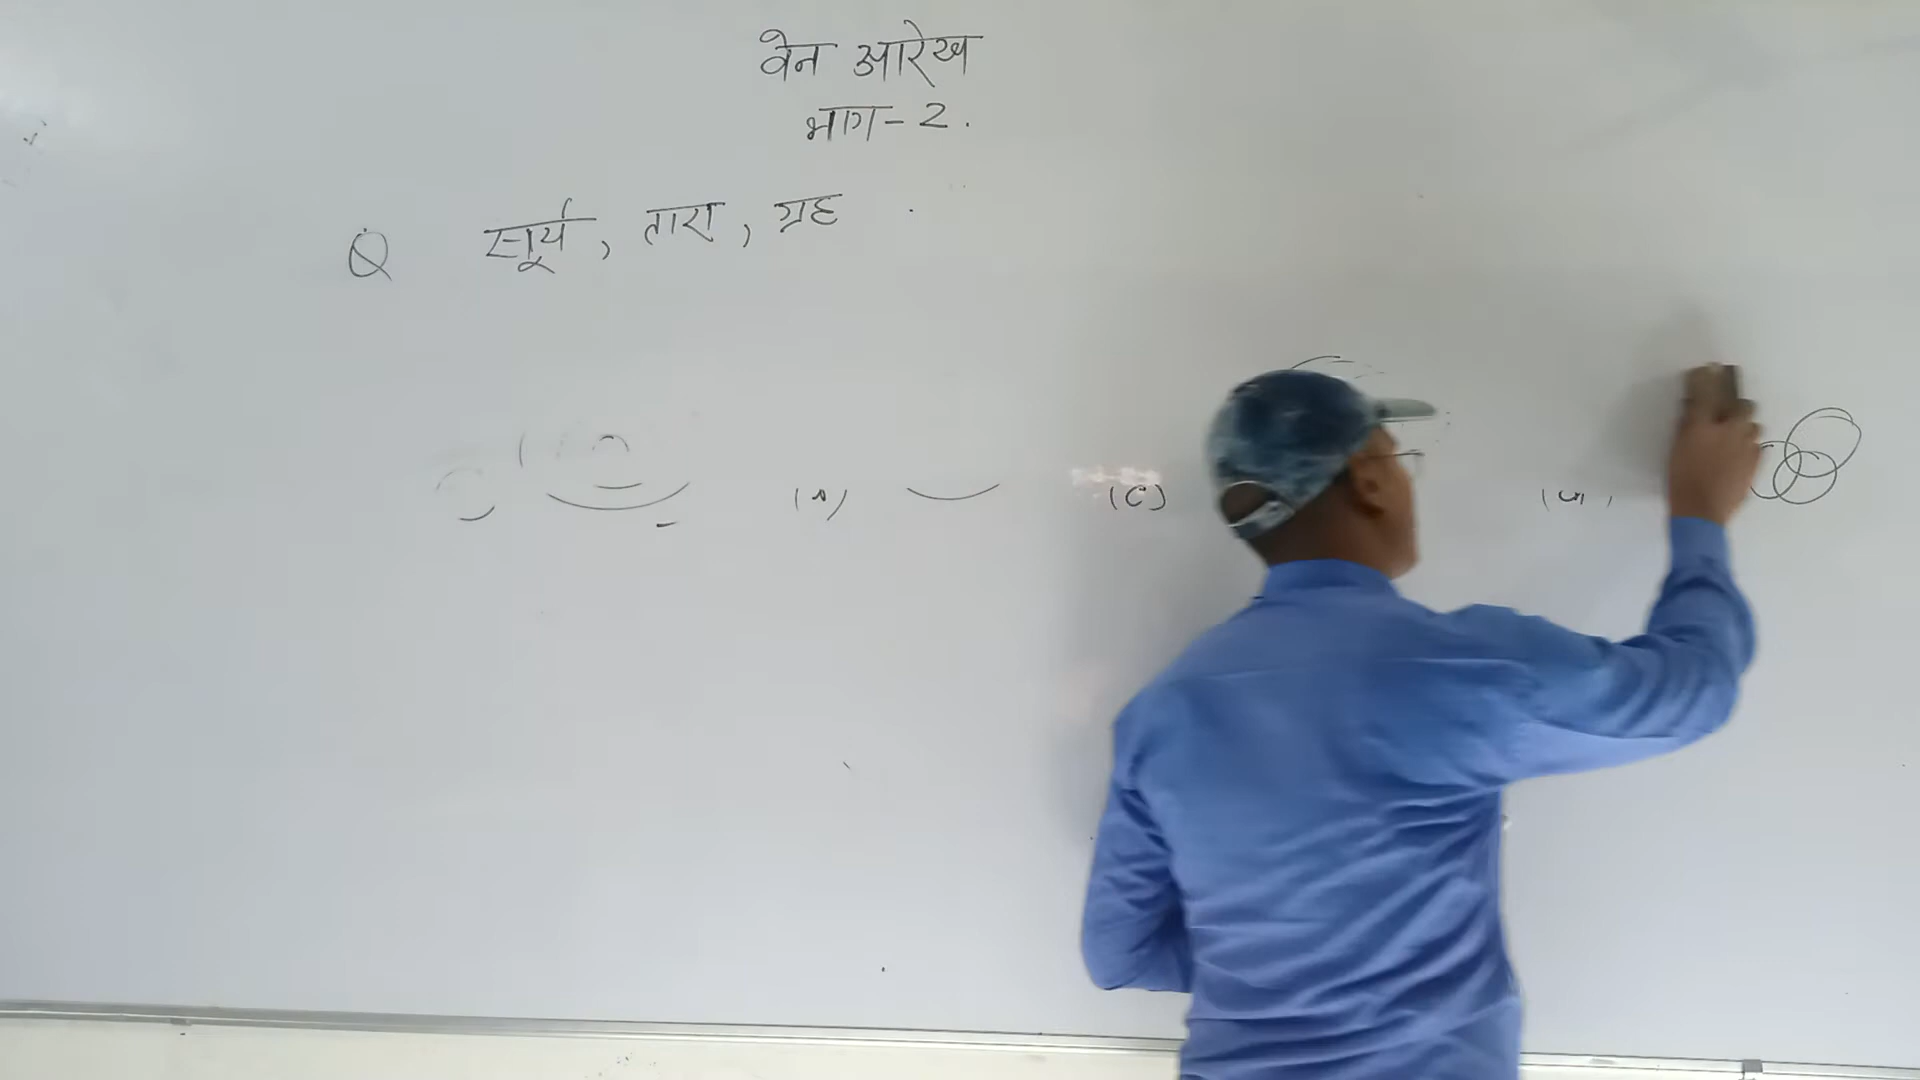 वेन आरेख
भाग-2.
Q सूर्य, तारा, ग्रह
(C)